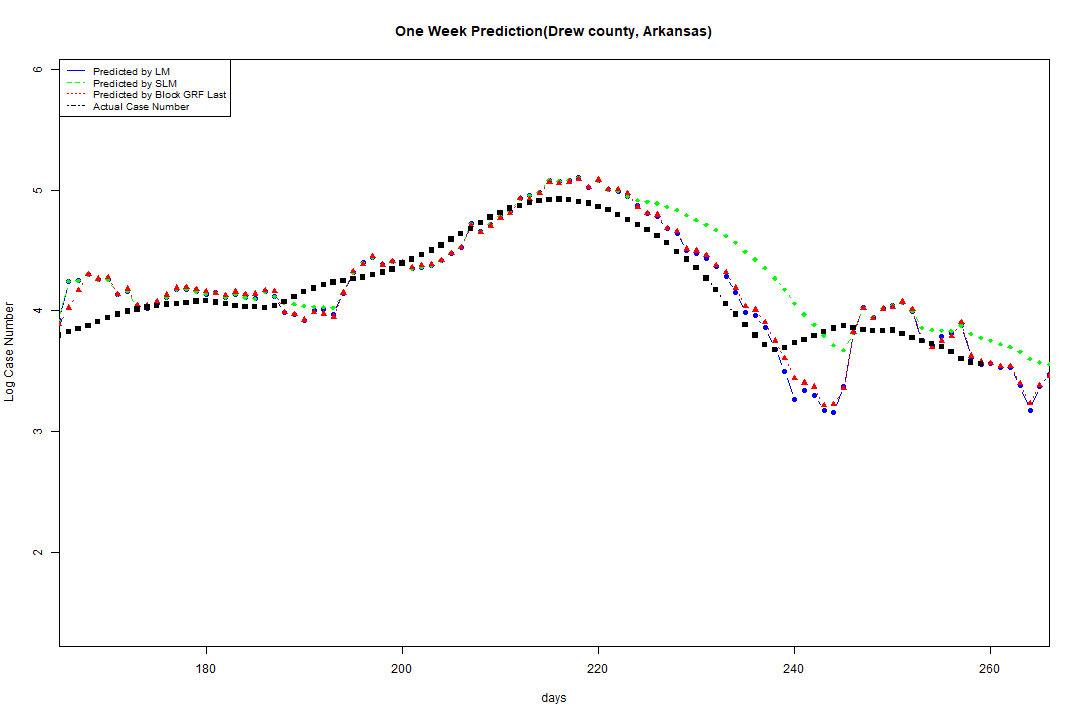 One Week Prediction(Drew county, Arkansas)
Predicted by LM
Predicted by SLM
Predicted by Block GRF Last
Actual Case Number
6
5
4
3
2
Log Case Number
180 200 220 240 260
days